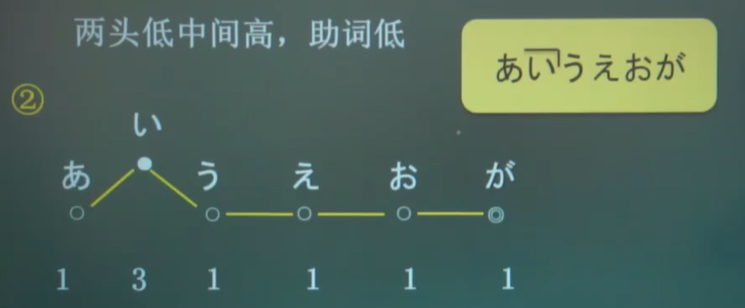 两头低中间高，助词低
あいうえおが
②
い
あ う え お が
1 3 1 1 1 1